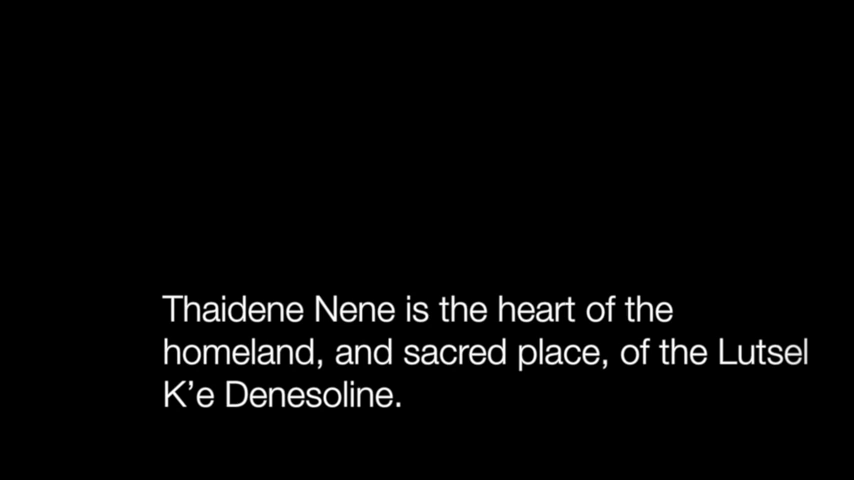 Thaidene Nene is the heart of the
homeland, and sacred place, of the Lutsel
K’e Denesoline.